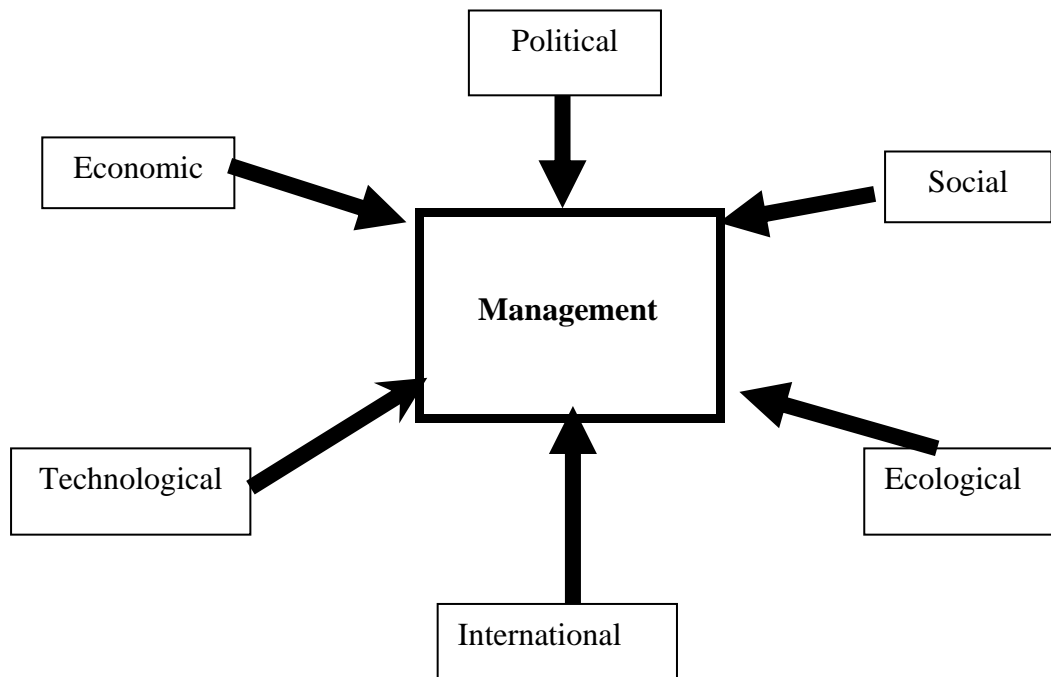 Political
Economic
Social
Management
Technological
Ecological
International